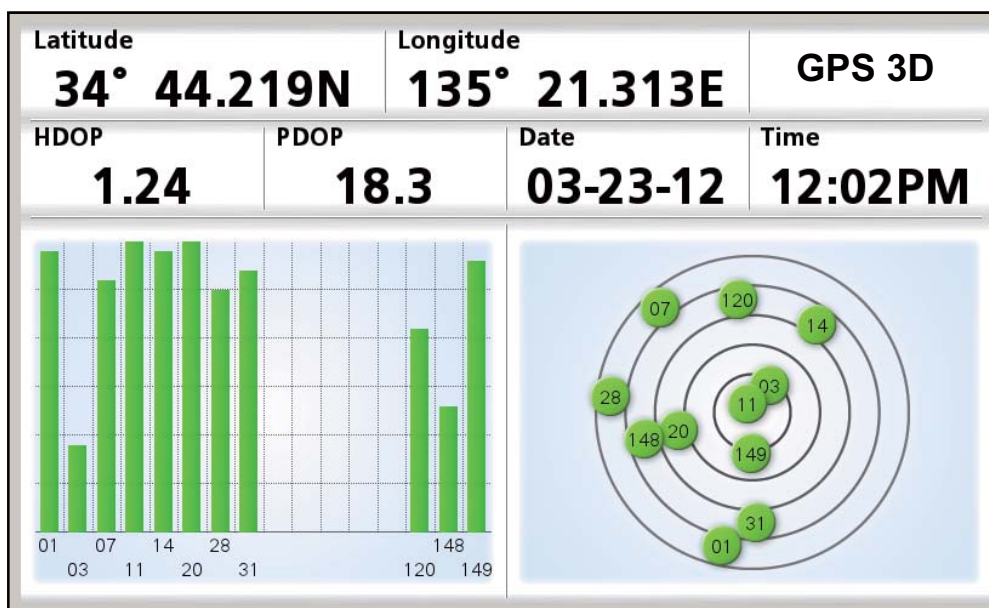 Latitude
34° 44.219N
Longitude
135° 21.313E
GPS 3D
HDOP
1.24
PDOP
18.3
Date
03-23-12
Time
12:02PM
01 07 14 28 148
03 11 20 31 120 149
07
120
14
03
28
11
148
20
149
31
01